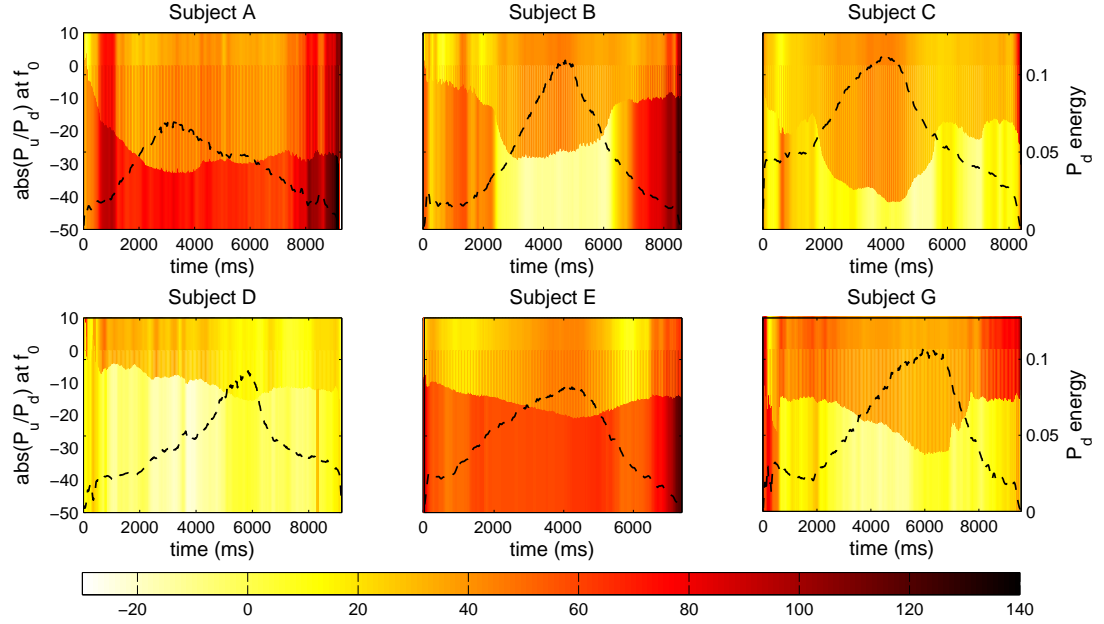 Subject A
Subject B
Subject C
10
0
−10
−20
−30
−40
−50
abs(P_u/P_d) at f_0
0 2000 4000 6000 8000
time (ms)
0 2000 4000 6000 8000
time (ms)
0 2000 4000 6000 8000
time (ms)
0.1
0.05
0
P_d energy
Subject D
Subject E
Subject G
10
0
−10
−20
−30
−40
−50
abs(P_u/P_d) at f_0
0 2000 4000 6000 8000
time (ms)
0 2000 4000 6000
time (ms)
0 2000 4000 6000 8000
time (ms)
0.1
0.05
0
P_d energy
−20 0 20 40 60 80 100 120 140